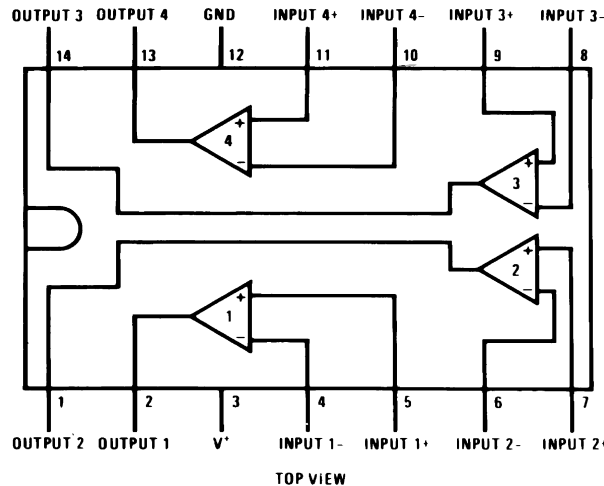 OUTPUT 3 OUTPUT 4 GND INPUT 4+ INPUT 4- INPUT 3+ INPUT 3-
14 13 12 11 10 9 8
+
4
-
+
3
-
+
2
-
+
1
-
1 2 3 4 5 6 7
OUTPUT 2 OUTPUT 1 V+ INPUT 1- INPUT 1+ INPUT 2- INPUT 2+
TOP VIEW